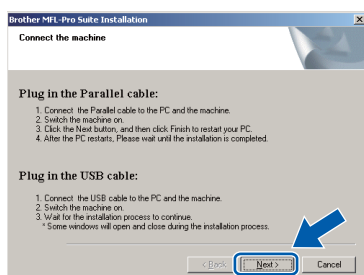 Brother MFL-Pro Suite Installation
Connect the machine
Plug in the Parallel cable:
1. Connect the Parallel cable to the PC and the machine.
2. Switch the machine on.
3. Click the Next button, and then click Finish to restart your PC.
4. After the PC restarts, Please wait until the installation is completed.
Plug in the USB cable:
1. Connect the USB cable to the PC and the machine.
2. Switch the machine on.
3. Wait for the installation process to continue.
* Some windows will open and close during the installation process.
< Back Next > Cancel